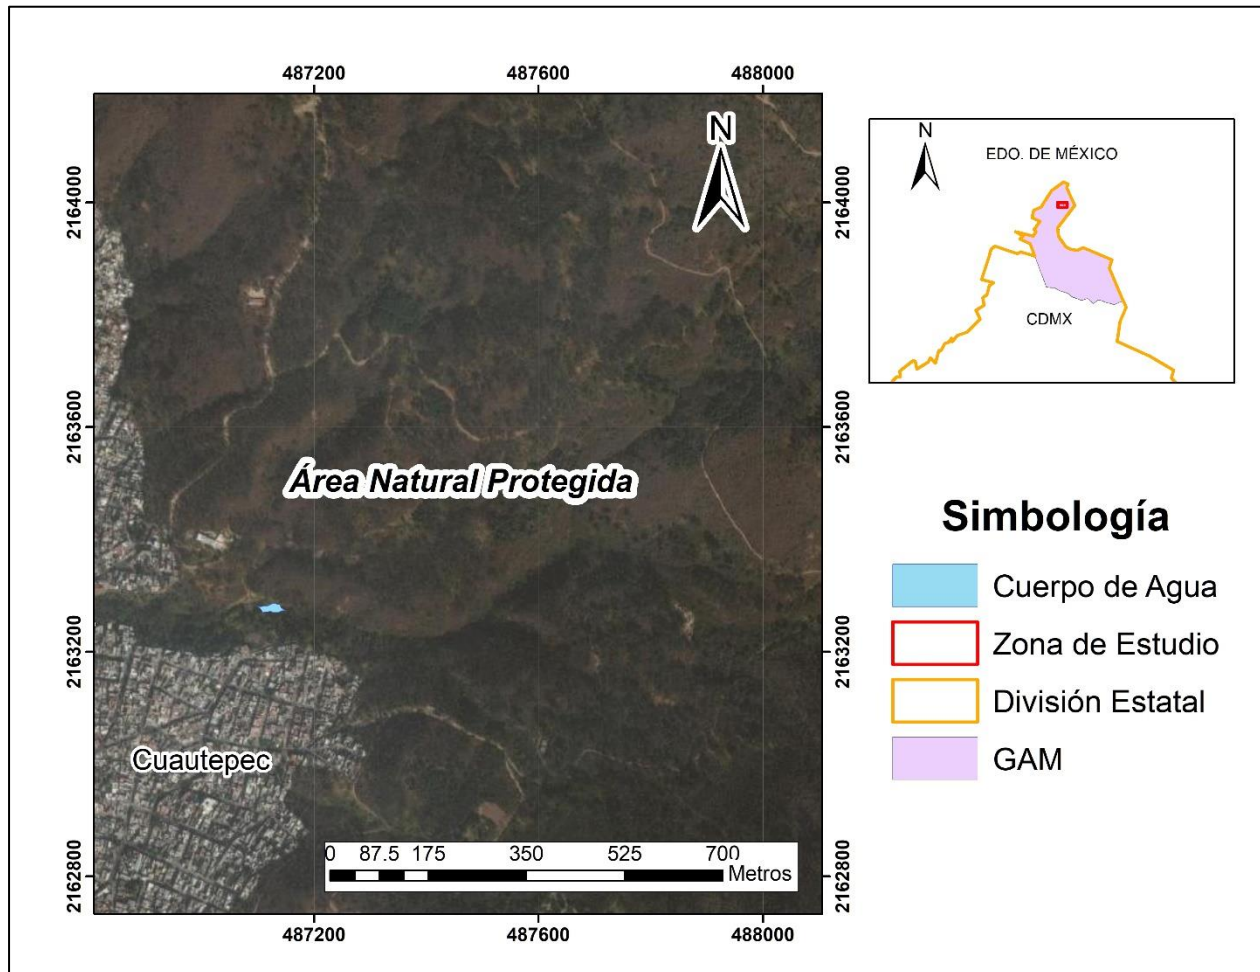 487200 487600 488000
N
2164000 2164000
2163600 2163600
Área Natural Protegida
2163200 2163200
Cuautepec
0 87.5 175 350 525 700
Metros
2162800 2162800
487200 487600 488000
N
EDO. DE MÉXICO
CDMX
Simbología
Cuerpo de Agua
Zona de Estudio
División Estatal
GAM